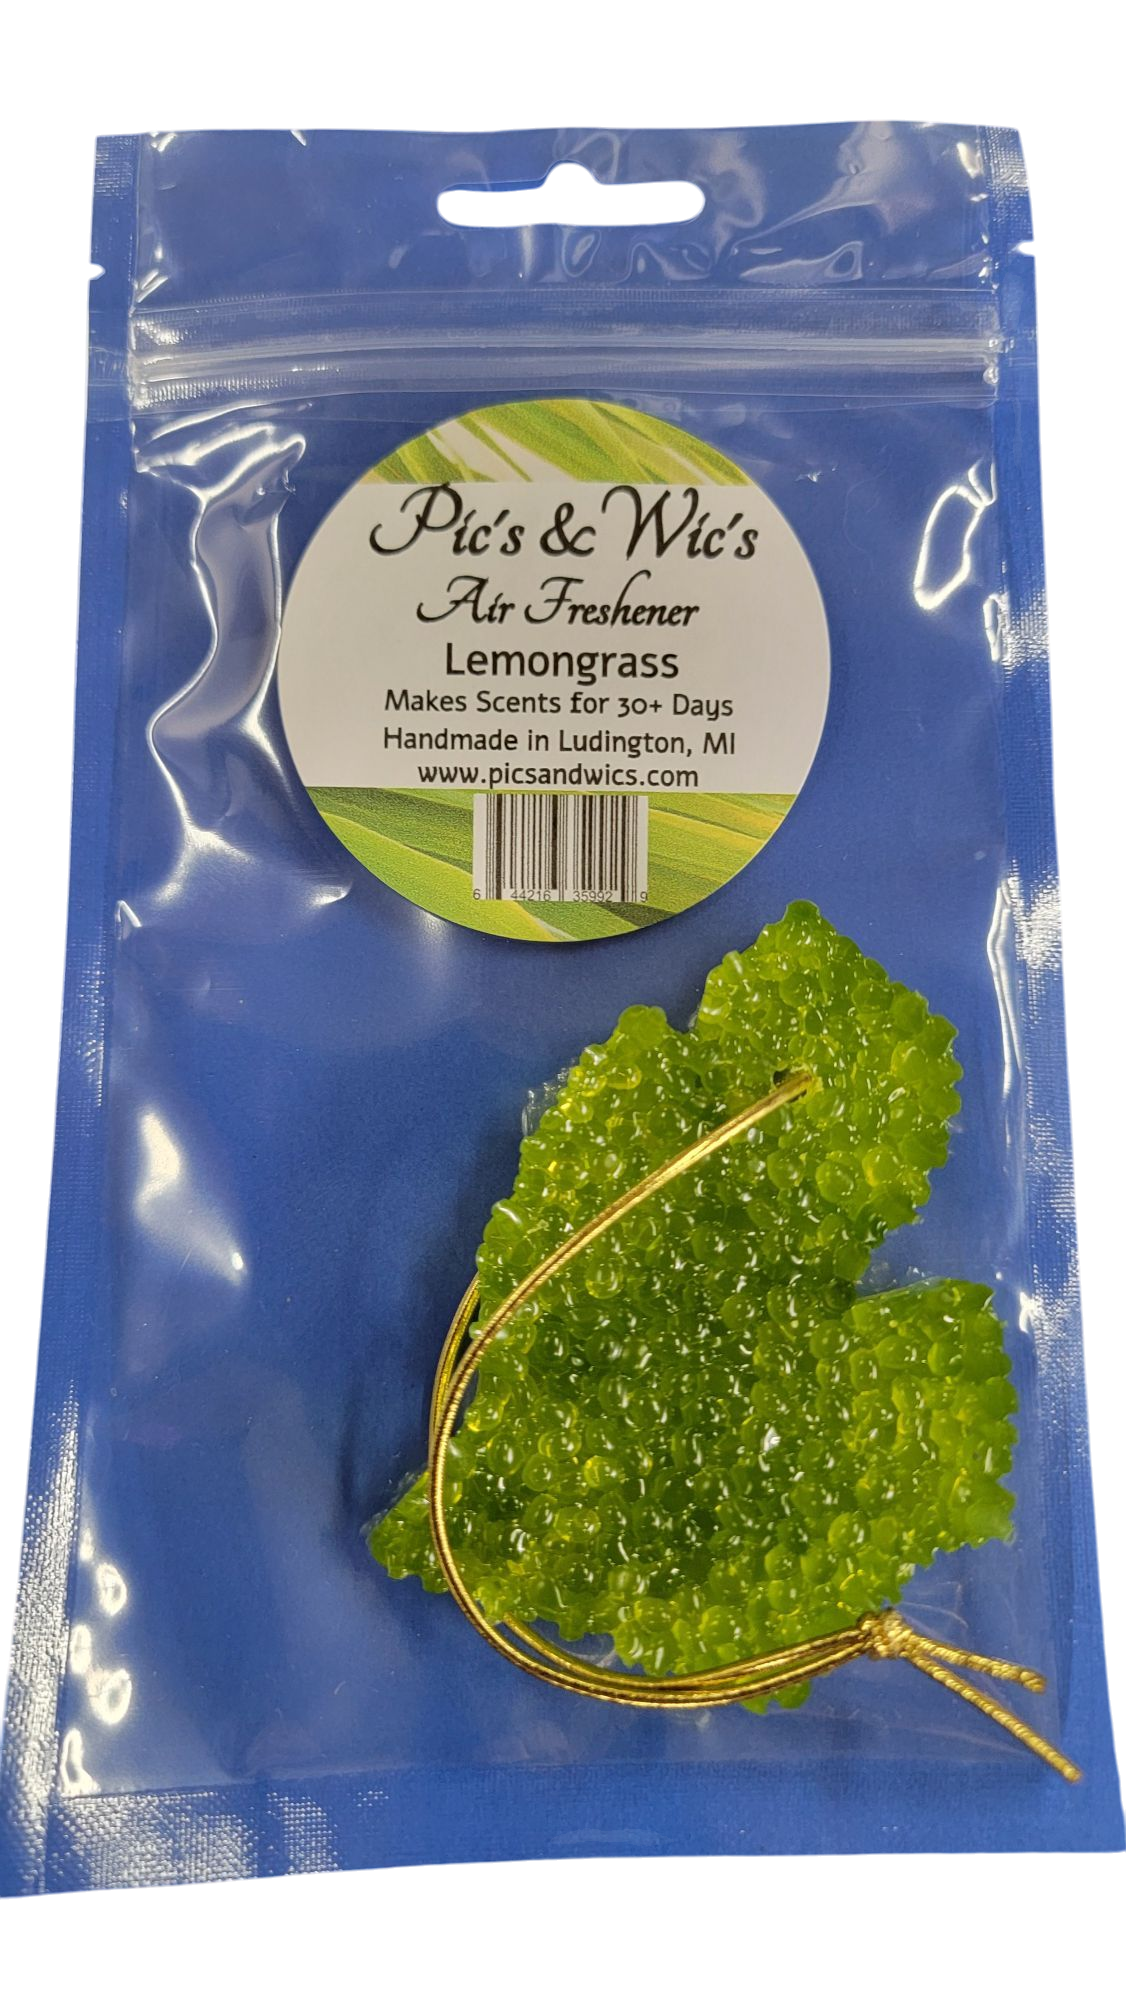 Pic's & Wic's
Air Freshener
Lemongrass
Makes Scents for 30+ Days
Handmade in Ludington, MI
www.picsandwics.com
6 44216 35992 9